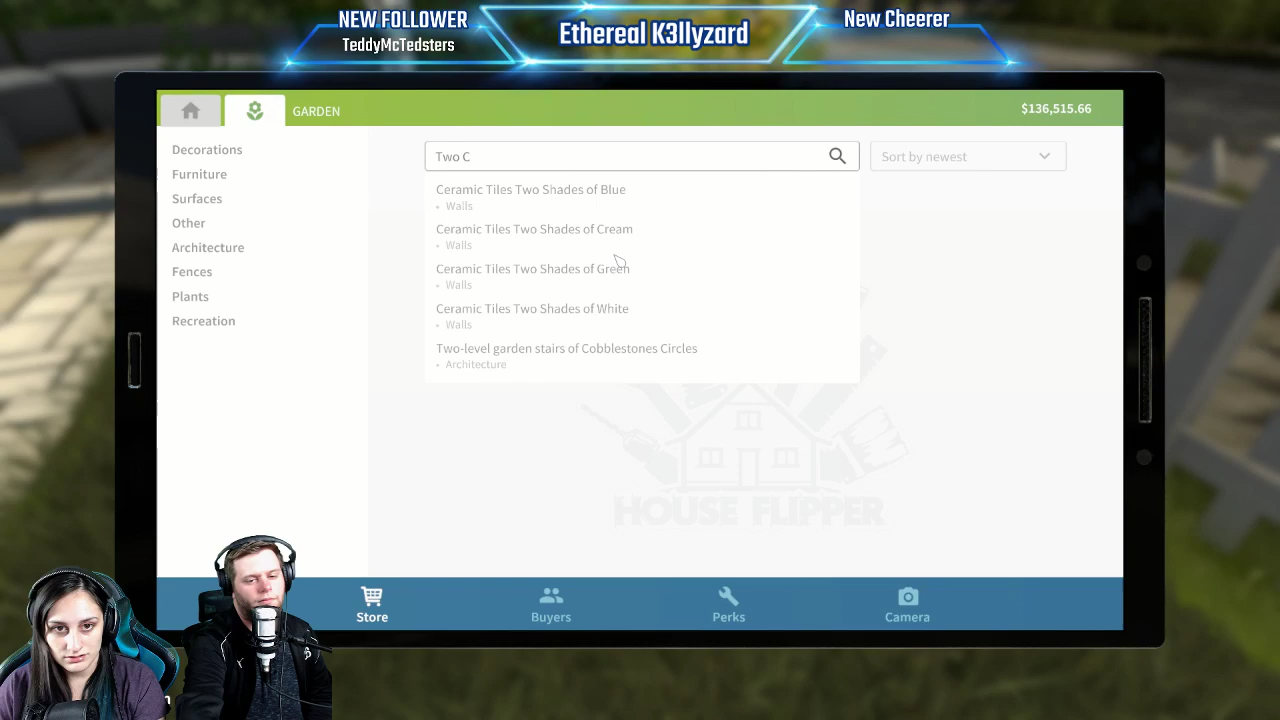 NEW FOLLOWER
TeddyMcTedsters
Ethereal K3llyzard
New Cheerer
GARDEN
$136,515.66
Decorations
Furniture
Surfaces
Other
Architecture
Fences
Plants
Recreation
Two C
Sort by newest
Ceramic Tiles Two Shades of Blue
• Walls
Ceramic Tiles Two Shades of Cream
• Walls
Ceramic Tiles Two Shades of Green
• Walls
Ceramic Tiles Two Shades of White
• Walls
Two-level garden stairs of Cobblestones Circles
• Architecture
HOUSE FLIPPER
Store
Buyers
Perks
Camera